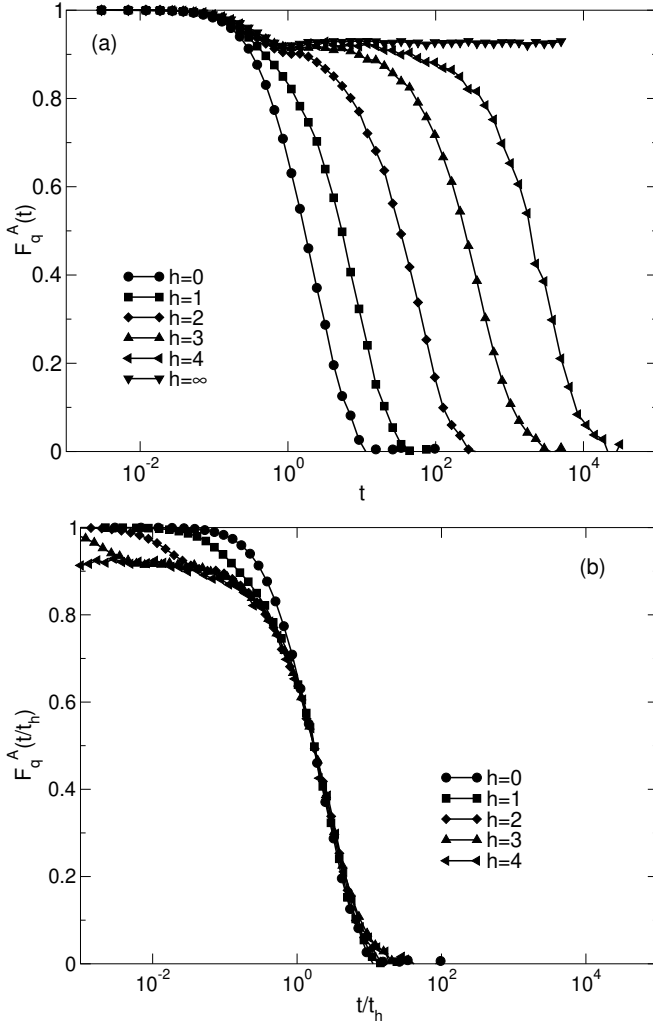 (a)
1
0.8
0.6
0.4
0.2
0
F_q^A(t)
h=0
h=1
h=2
h=3
h=4
h=∞
10^-2 10^0 10^2 10^4
t
(b)
1
0.8
0.6
0.4
0.2
0
F_q^A(t/t_h)
h=0
h=1
h=2
h=3
h=4
10^-2 10^0 10^2 10^4
t/t_h